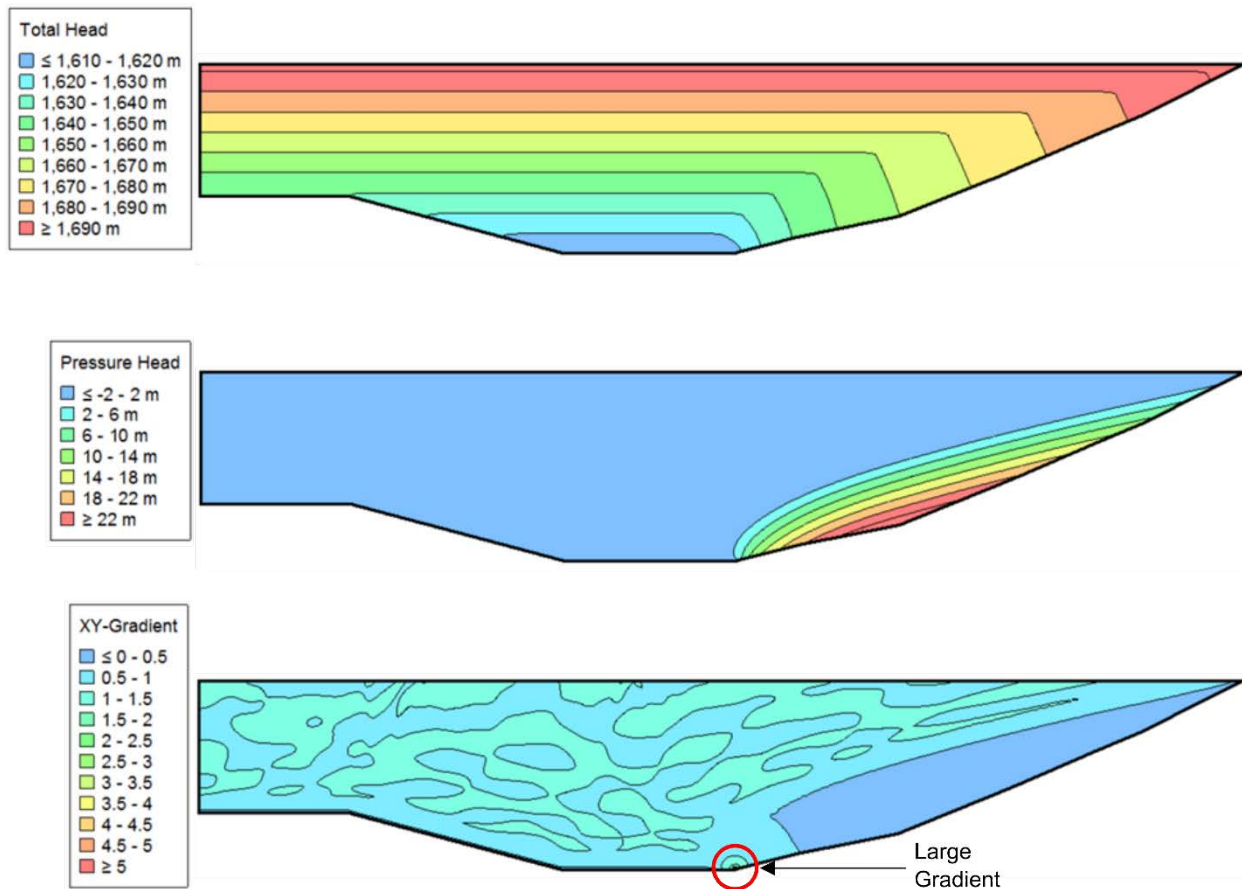 Total Head
≤ 1,610 - 1,620 m
1,620 - 1,630 m
1,630 - 1,640 m
1,640 - 1,650 m
1,650 - 1,660 m
1,660 - 1,670 m
1,670 - 1,680 m
1,680 - 1,690 m
≥ 1,690 m
Pressure Head
≤ -2 - 2 m
2 - 6 m
6 - 10 m
10 - 14 m
14 - 18 m
18 - 22 m
≥ 22 m
XY-Gradient
≤ 0 - 0.5
0.5 - 1
1 - 1.5
1.5 - 2
2 - 2.5
2.5 - 3
3 - 3.5
3.5 - 4
4 - 4.5
4.5 - 5
≥ 5
Large
Gradient